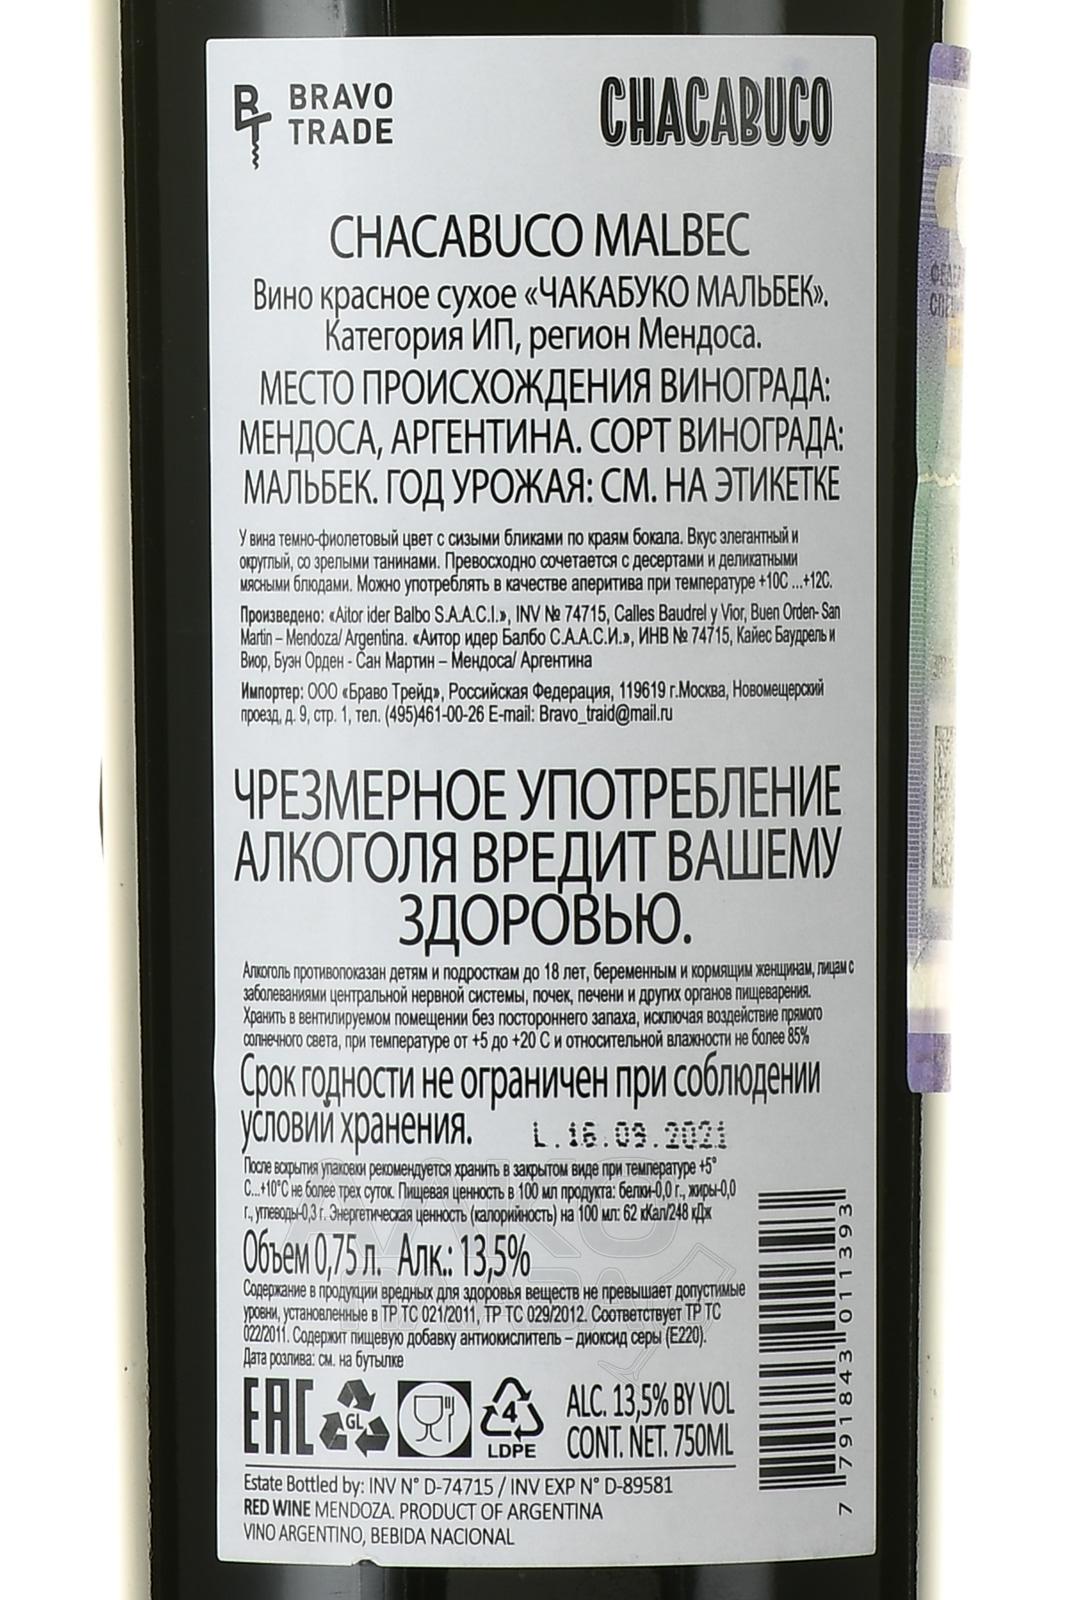 BRAVO
TRADE
CHACABUCO
CHACABUCO MALBEC
Вино красное сухое «ЧАКАБУКО МАЛЬБЕК».
Категория ИП, регион Мендоса.
МЕСТО ПРОИСХОЖДЕНИЯ ВИНОГРАДА:
МЕНДОСА, АРГЕНТИНА. СОРТ ВИНОГРАДА:
МАЛЬБЕК. ГОД УРОЖАЯ: СМ. НА ЭТИКЕТКЕ
У вина темно-фиолетовый цвет с сизыми бликами по краям бокала. Вкус элегантный и
округлый, со зрелыми танинами. Превосходно сочетается с десертами и деликатными
мясными блюдами. Можно употреблять в качестве аперитива при температуре +10С ...+12С.
Произведено: «Aitor ider Balbo S.A.A.C.I.», INV № 74715, Calles Baudrel y Vior, Buen Orden- San
Martin – Mendoza/ Argentina. «Аитор идер Балбо С.А.А.С.И.», ИНВ № 74715, Кайес Баудрель и
Виор, Буэн Орден - Сан Мартин – Мендоса/ Аргентина
Импортер: ООО «Браво Трейд», Российская Федерация, 119619 г.Москва, Новомещерский
проезд, д. 9, стр. 1, тел. (495)461-00-26 E-mail: Bravo_traid@mail.ru
ЧРЕЗМЕРНОЕ УПОТРЕБЛЕНИЕ
АЛКОГОЛЯ ВРЕДИТ ВАШЕМУ
ЗДОРОВЬЮ.
Алкоголь противопоказан детям и подросткам до 18 лет, беременным и кормящим женщинам, лицам с
заболеваниями центральной нервной системы, почек, печени и других органов пищеварения.
Хранить в вентилируемом помещении без постороннего запаха, исключая воздействие прямого
солнечного света, при температуре от +5 до +20 С и относительной влажности не более 85%
Срок годности не ограничен при соблюдении
условий хранения.
L.16.09.2021
После вскрытия упаковки рекомендуется хранить в закрытом виде при температуре +5°
С...+10°С не более трех суток. Пищевая ценность в 100 мл продукта: белки-0,0 г., жиры-0,0
г., углеводы-0,3 г. Энергетическая ценность (калорийность) на 100 мл: 62 кКал/248 кДж
Объем 0,75 л. Алк.: 13,5%
Содержание в продукции вредных для здоровья веществ не превышает допустимые
уровни, установленные в ТР ТС 021/2011, ТР ТС 029/2012. Соответствует ТР ТС
022/2011. Содержит пищевую добавку антиокислитель – диоксид серы (Е220).
Дата розлива: см. на бутылке
EAC
GL
4
LDPE
ALC. 13,5% BY VOL
CONT. NET. 750ML
Estate Bottled by: INV N° D-74715 / INV EXP N° D-89581
RED WINE MENDOZA. PRODUCT OF ARGENTINA
VINO ARGENTINO, BEBIDA NACIONAL
7 791843 011393